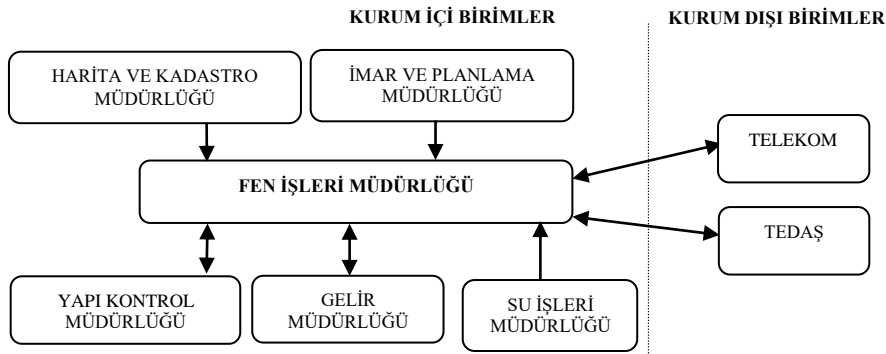 KURUM İÇİ BİRİMLER
KURUM DIŞI BİRİMLER
HARİTA VE KADASTRO
MÜDÜRLÜĞÜ
İMAR VE PLANLAMA
MÜDÜRLÜĞÜ
TELEKOM
FEN İŞLERİ MÜDÜRLÜĞÜ
TEDAŞ
YAPI KONTROL
MÜDÜRLÜĞÜ
GELİR
MÜDÜRLÜĞÜ
SU İŞLERİ
MÜDÜRLÜĞÜ